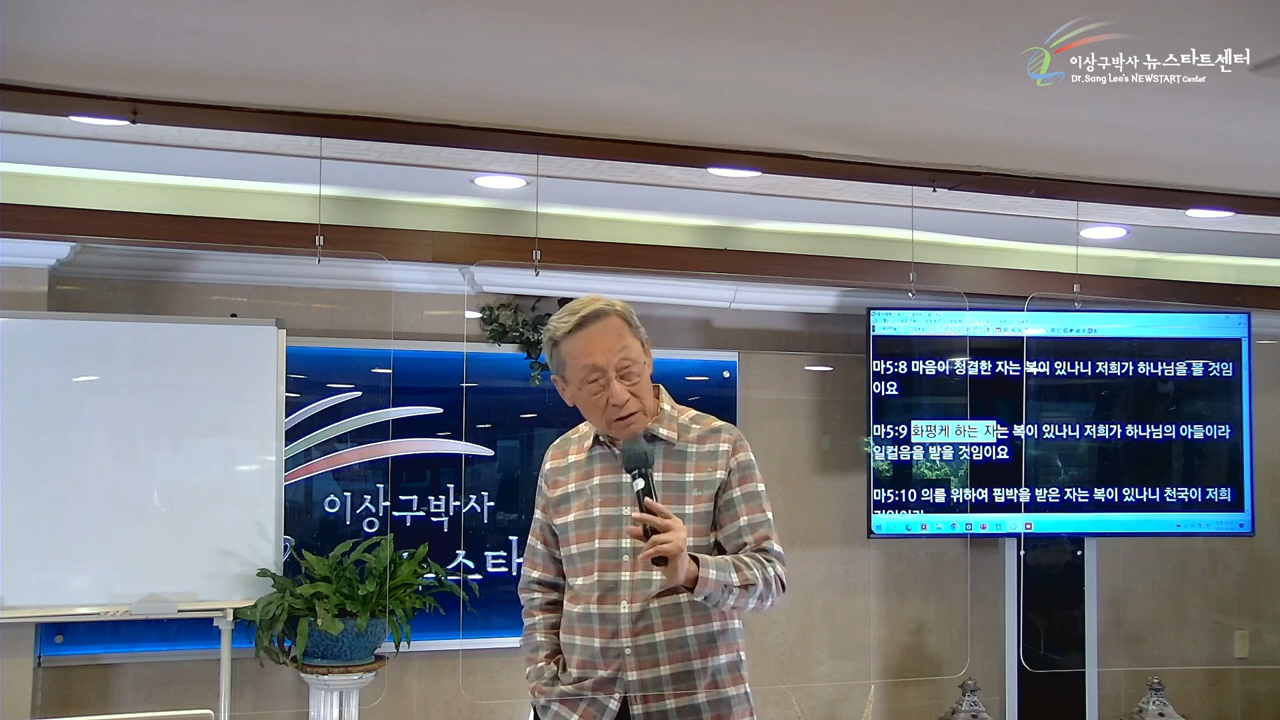 이상구박사 뉴스타트센터
Dr.Sang Lee's NEWSTART Center
마5:8 마음이 청결한 자는 복이 있나니 저희가 하나님을 볼 것임
이요
마5:9 화평케 하는 자는 복이 있나니 저희가 하나님의 아들이라
일컬음을 받을 것임이요
마5:10 의를 위하여 핍박을 받은 자는 복이 있나니 천국이 저희
이상구박사
스타